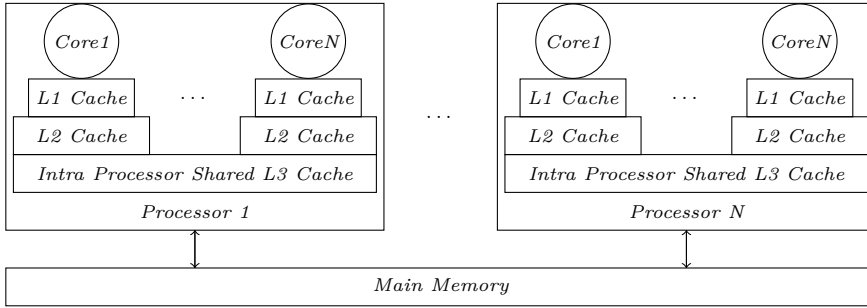 Core1 CoreN Core1 CoreN
L1 Cache ... L1 Cache L1 Cache ... L1 Cache
...
L2 Cache L2 Cache L2 Cache L2 Cache
Intra Processor Shared L3 Cache Intra Processor Shared L3 Cache
Processor 1 Processor N
Main Memory